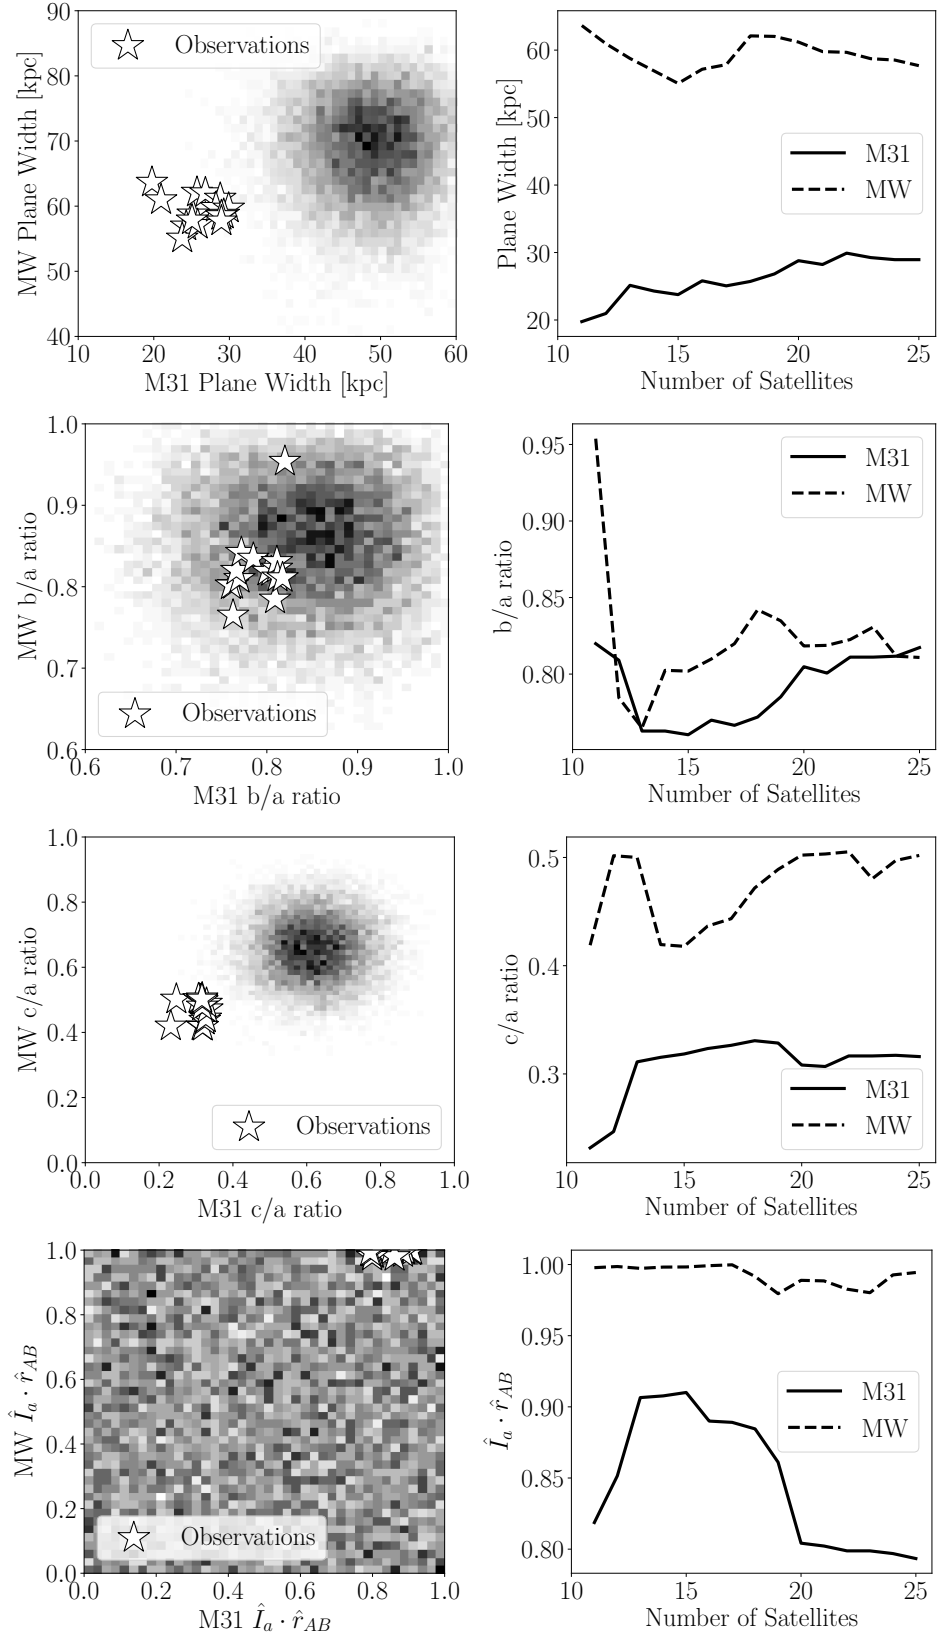 90
80
70
60
50
40
MW Plane Width [kpc]
Observations
10 20 30 40 50 60
M31 Plane Width [kpc]
60
50
40
30
20
Plane Width [kpc]
M31
MW
10 15 20 25
Number of Satellites
1.0
0.9
0.8
0.7
0.6
MW b/a ratio
Observations
0.6 0.7 0.8 0.9 1.0
M31 b/a ratio
0.95
0.90
0.85
0.80
b/a ratio
M31
MW
10 15 20 25
Number of Satellites
1.0
0.8
0.6
0.4
0.2
0.0
MW c/a ratio
Observations
0.0 0.2 0.4 0.6 0.8 1.0
M31 c/a ratio
0.5
0.4
0.3
c/a ratio
M31
MW
10 15 20 25
Number of Satellites
1.0
0.8
0.6
0.4
0.2
0.0
MW Î_a · r̂_AB
Observations
0.0 0.2 0.4 0.6 0.8 1.0
M31 Î_a · r̂_AB
1.00
0.95
0.90
0.85
0.80
Î_a · r̂_AB
M31
MW
10 15 20 25
Number of Satellites